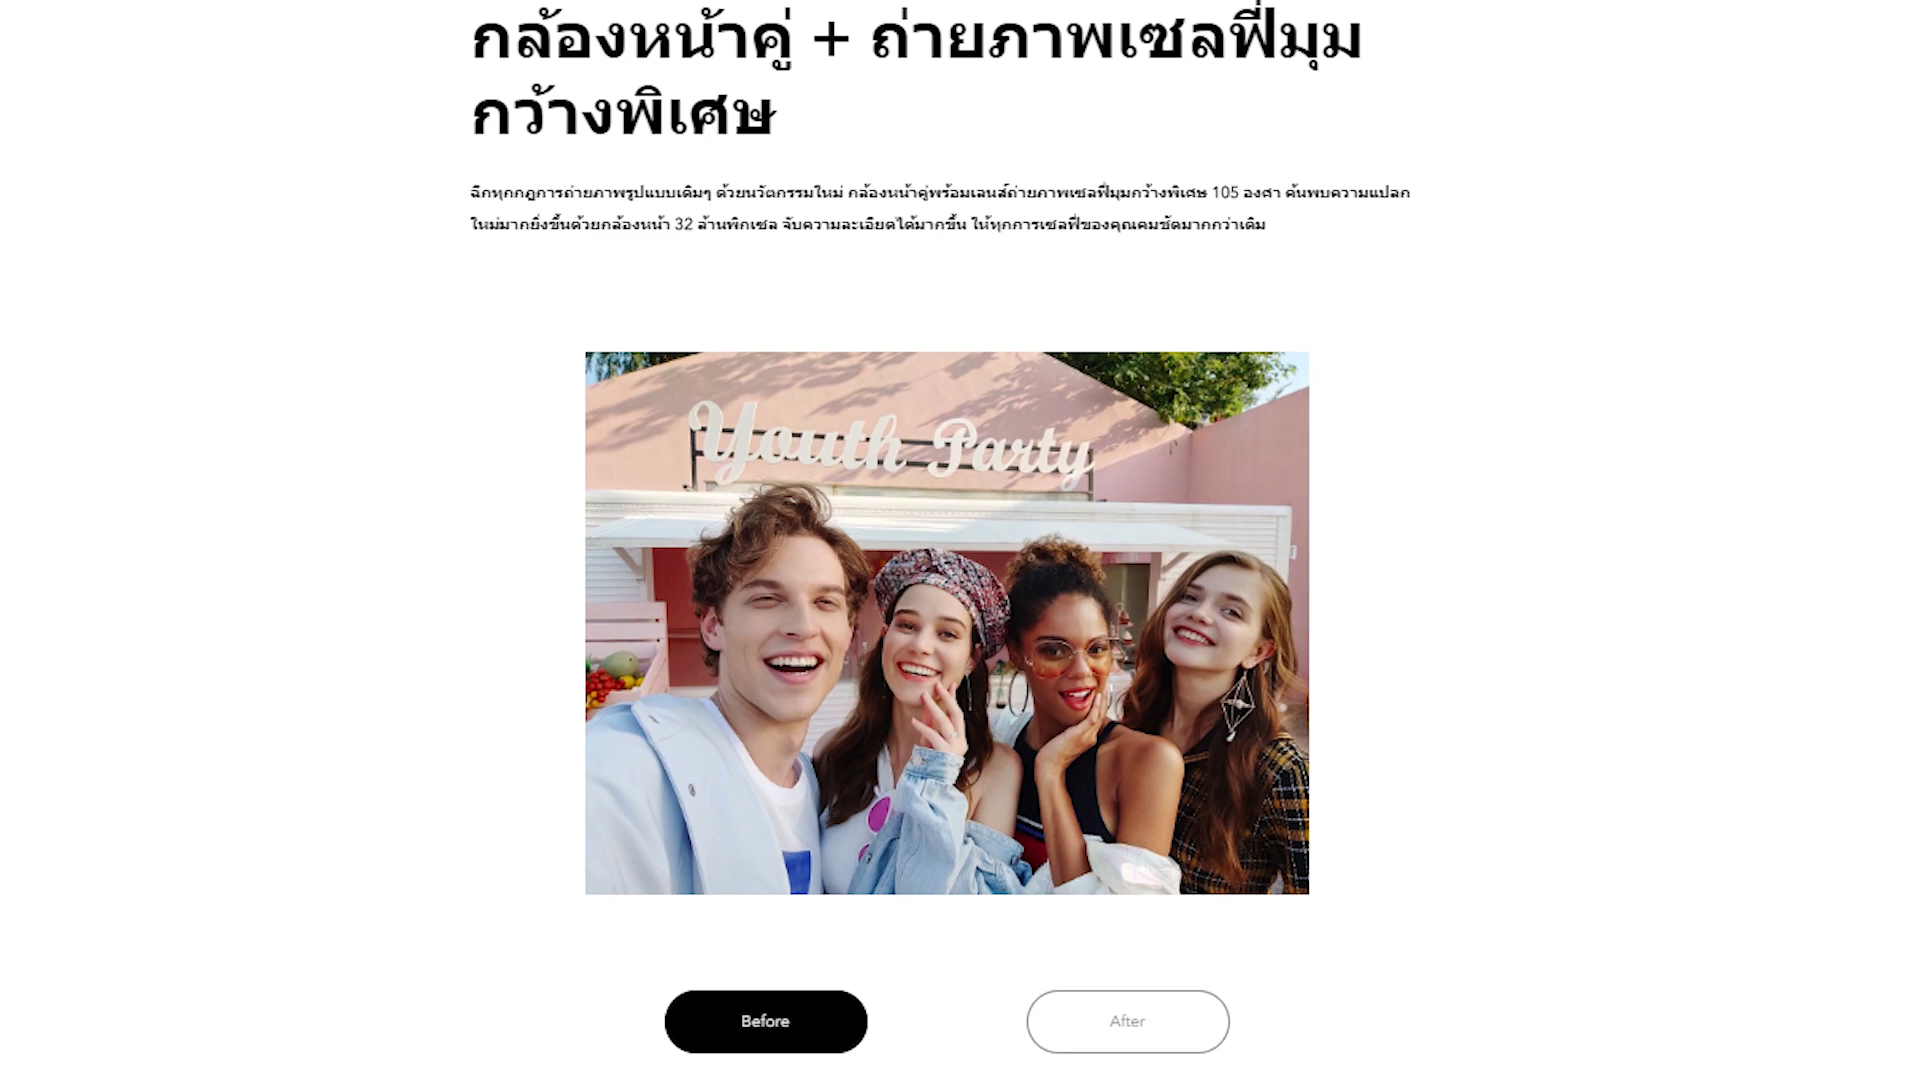 กล้องหน้าคู่ + ถ่ายภาพเซลฟี่มุม
กว้างพิเศษ
ฉีกทุกกฎการถ่ายภาพรูปแบบเดิมๆ ด้วยนวัตกรรมใหม่ กล้องหน้าคู่พร้อมเลนส์ถ่ายภาพเซลฟี่มุมกว้างพิเศษ 105 องศา ค้นพบความแปลก
ใหม่มากยิ่งขึ้นด้วยกล้องหน้า 32 ล้านพิกเซล จับความละเอียดได้มากขึ้น ให้ทุกการเซลฟี่ของคุณคมชัดมากกว่าเดิม
Youth Party
Before
After